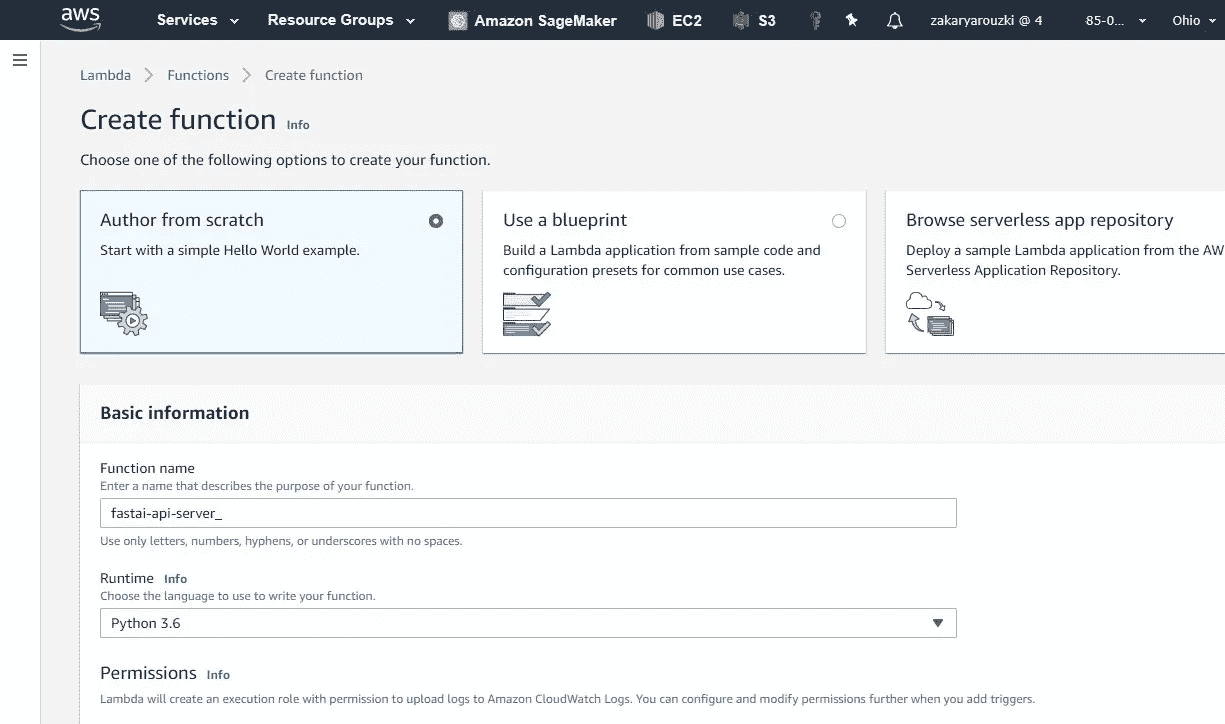 aws Services Resource Groups Amazon SageMaker EC2 S3 zakaryarouzki @ 4 85-0... Ohio
Lambda Functions Create function
Create function Info
Choose one of the following options to create your function.
Author from scratch
Start with a simple Hello World example.
Use a blueprint
Build a Lambda application from sample code and
configuration presets for common use cases.
Browse serverless app repository
Deploy a sample Lambda application from the AW
Serverless Application Repository.
Basic information
Function name
Enter a name that describes the purpose of your function.
fastai-api-server_
Use only letters, numbers, hyphens, or underscores with no spaces.
Runtime Info
Choose the language to use to write your function.
Python 3.6
Permissions Info
Lambda will create an execution role with permission to upload logs to Amazon CloudWatch Logs. You can configure and modify permissions further when you add triggers.